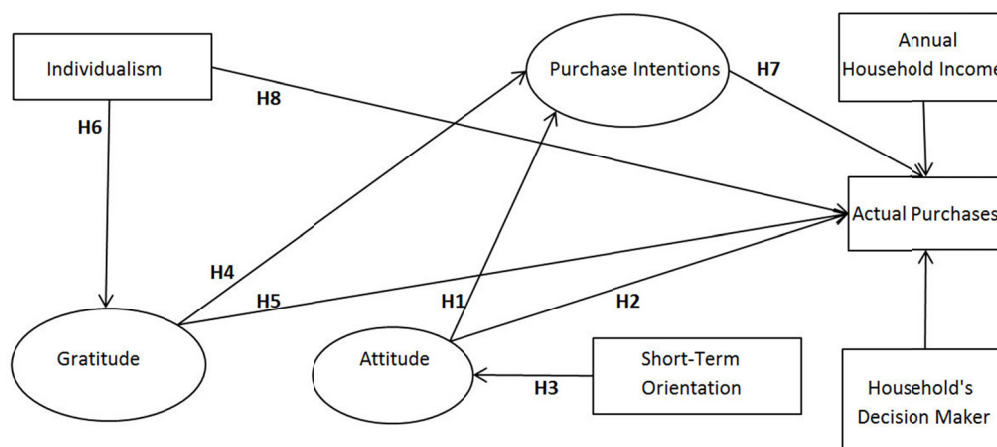 Individualism
Purchase Intentions
Annual
Household Income
H7
H8
H6
Actual Purchases
H4
H5
H1
H2
Gratitude
Attitude
Short-Term
Orientation
H3
Household's
Decision Maker